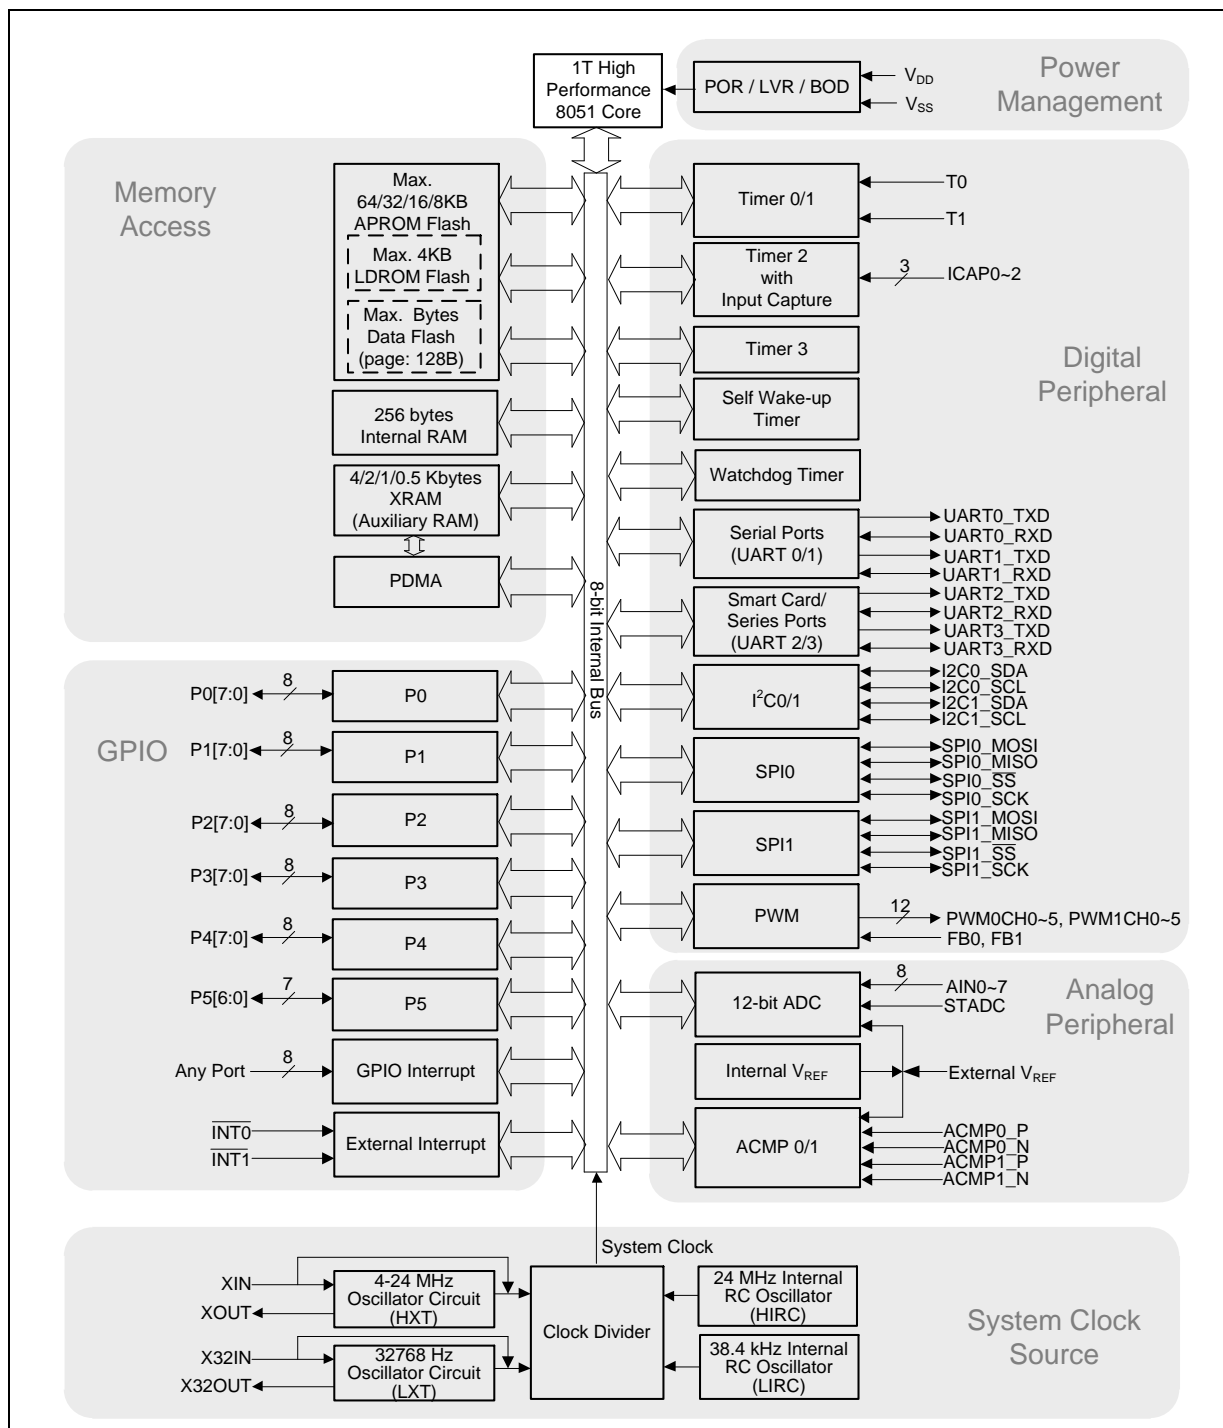 1T High
Performance
8051 Core
POR / LVR / BOD
VDD
VSS
Power
Management
Memory
Access
Max.
64/32/16/8KB
APROM Flash
Max. 4KB
LDROM Flash
Max. Bytes
Data Flash
(page: 128B)
256 bytes
Internal RAM
4/2/1/0.5 Kbytes
XRAM
(Auxiliary RAM)
PDMA
8-bit Internal Bus
Timer 0/1
T0
T1
Timer 2
with
Input Capture
3
ICAP0~2
Timer 3
Self Wake-up
Timer
Watchdog Timer
Digital
Peripheral
Serial Ports
(UART 0/1)
UART0_TXD
UART0_RXD
UART1_TXD
UART1_RXD
Smart Card/
Series Ports
(UART 2/3)
UART2_TXD
UART2_RXD
UART3_TXD
UART3_RXD
I²C0/1
I2C0_SDA
I2C0_SCL
I2C1_SDA
I2C1_SCL
SPI0
SPI0_MOSI
SPI0_MISO
SPI0_S̅S̅
SPI0_SCK
SPI1
SPI1_MOSI
SPI1_MISO
SPI1_S̅S̅
SPI1_SCK
PWM
12
PWM0CH0~5, PWM1CH0~5
FB0, FB1
GPIO
P0[7:0]
8
P0
P1[7:0]
8
P1
P2[7:0]
8
P2
P3[7:0]
8
P3
P4[7:0]
8
P4
P5[6:0]
7
P5
Any Port
8
GPIO Interrupt
I̅N̅T̅0̅
I̅N̅T̅1̅
External Interrupt
12-bit ADC
8
AIN0~7
STADC
Analog
Peripheral
Internal VREF
External VREF
ACMP 0/1
ACMP0_P
ACMP0_N
ACMP1_P
ACMP1_N
System Clock
XIN
XOUT
4-24 MHz
Oscillator Circuit
(HXT)
X32IN
X32OUT
32768 Hz
Oscillator Circuit
(LXT)
Clock Divider
24 MHz Internal
RC Oscillator
(HIRC)
38.4 kHz Internal
RC Oscillator
(LIRC)
System Clock
Source